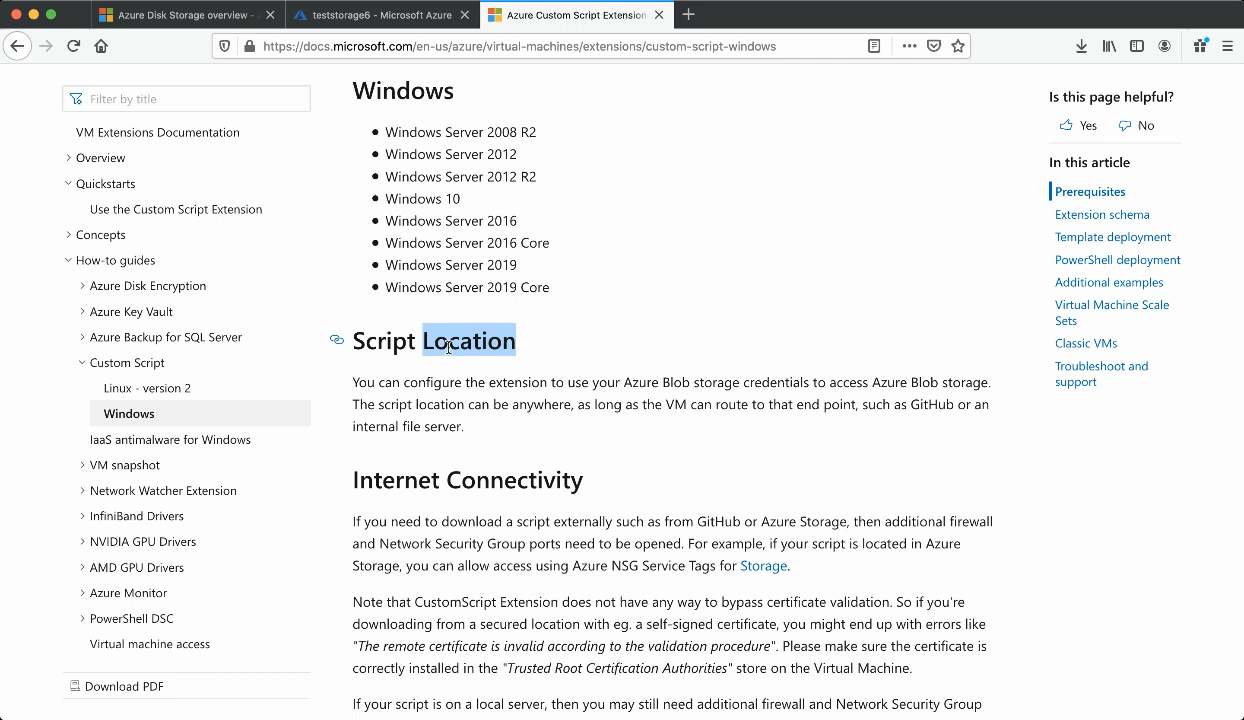 Azure Disk Storage overview -
teststorage6 - Microsoft Azure
Azure Custom Script Extension
https://docs.microsoft.com/en-us/azure/virtual-machines/extensions/custom-script-windows
Filter by title
VM Extensions Documentation
Overview
Quickstarts
Use the Custom Script Extension
Concepts
How-to guides
Azure Disk Encryption
Azure Key Vault
Azure Backup for SQL Server
Custom Script
Linux - version 2
Windows
IaaS antimalware for Windows
VM snapshot
Network Watcher Extension
InfiniBand Drivers
NVIDIA GPU Drivers
AMD GPU Drivers
Azure Monitor
PowerShell DSC
Virtual machine access
Download PDF
Windows
Windows Server 2008 R2
Windows Server 2012
Windows Server 2012 R2
Windows 10
Windows Server 2016
Windows Server 2016 Core
Windows Server 2019
Windows Server 2019 Core
Script Location
You can configure the extension to use your Azure Blob storage credentials to access Azure Blob storage.
The script location can be anywhere, as long as the VM can route to that end point, such as GitHub or an
internal file server.
Internet Connectivity
If you need to download a script externally such as from GitHub or Azure Storage, then additional firewall
and Network Security Group ports need to be opened. For example, if your script is located in Azure
Storage, you can allow access using Azure NSG Service Tags for Storage.
Note that CustomScript Extension does not have any way to bypass certificate validation. So if you're
downloading from a secured location with eg. a self-signed certificate, you might end up with errors like
"The remote certificate is invalid according to the validation procedure". Please make sure the certificate is
correctly installed in the "Trusted Root Certification Authorities" store on the Virtual Machine.
If your script is on a local server, then you may still need additional firewall and Network Security Group
Is this page helpful?
Yes
No
In this article
Prerequisites
Extension schema
Template deployment
PowerShell deployment
Additional examples
Virtual Machine Scale
Sets
Classic VMs
Troubleshoot and
support